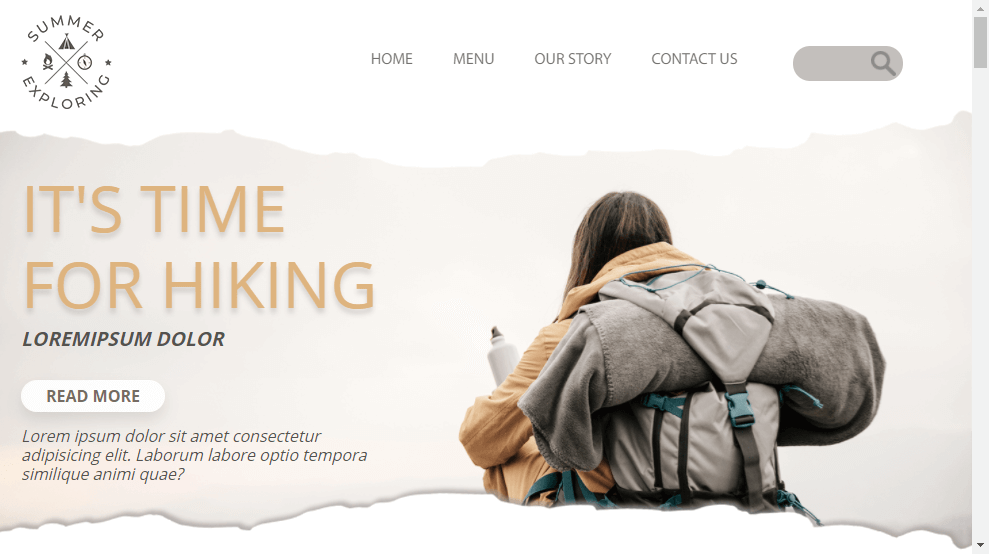 SUMMER
EXPLORING
HOME MENU OUR STORY CONTACT US
IT'S TIME
FOR HIKING
LOREMIPSUM DOLOR
READ MORE
Lorem ipsum dolor sit amet consectetur
adipisicing elit. Laborum labore optio tempora
similique animi quae?